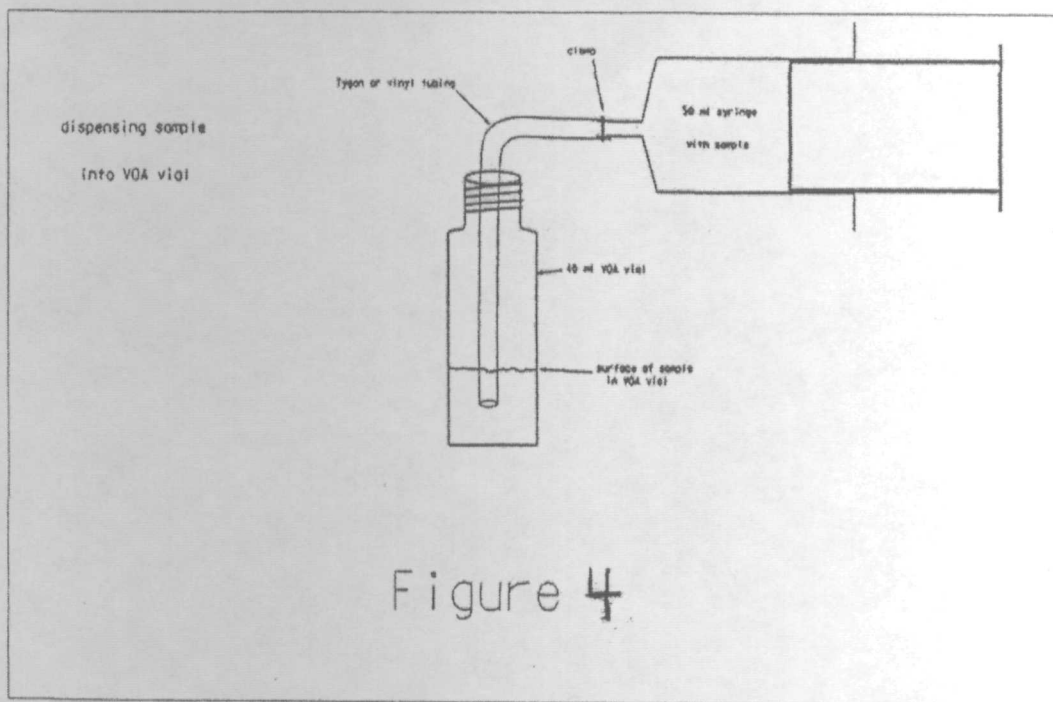 clamp
Tygon or vinyl tubing
50 ml syringe
with sample
dispensing sample
into VOA vial
40 ml VOA vial
surface of sample
in VOA vial
Figure 4